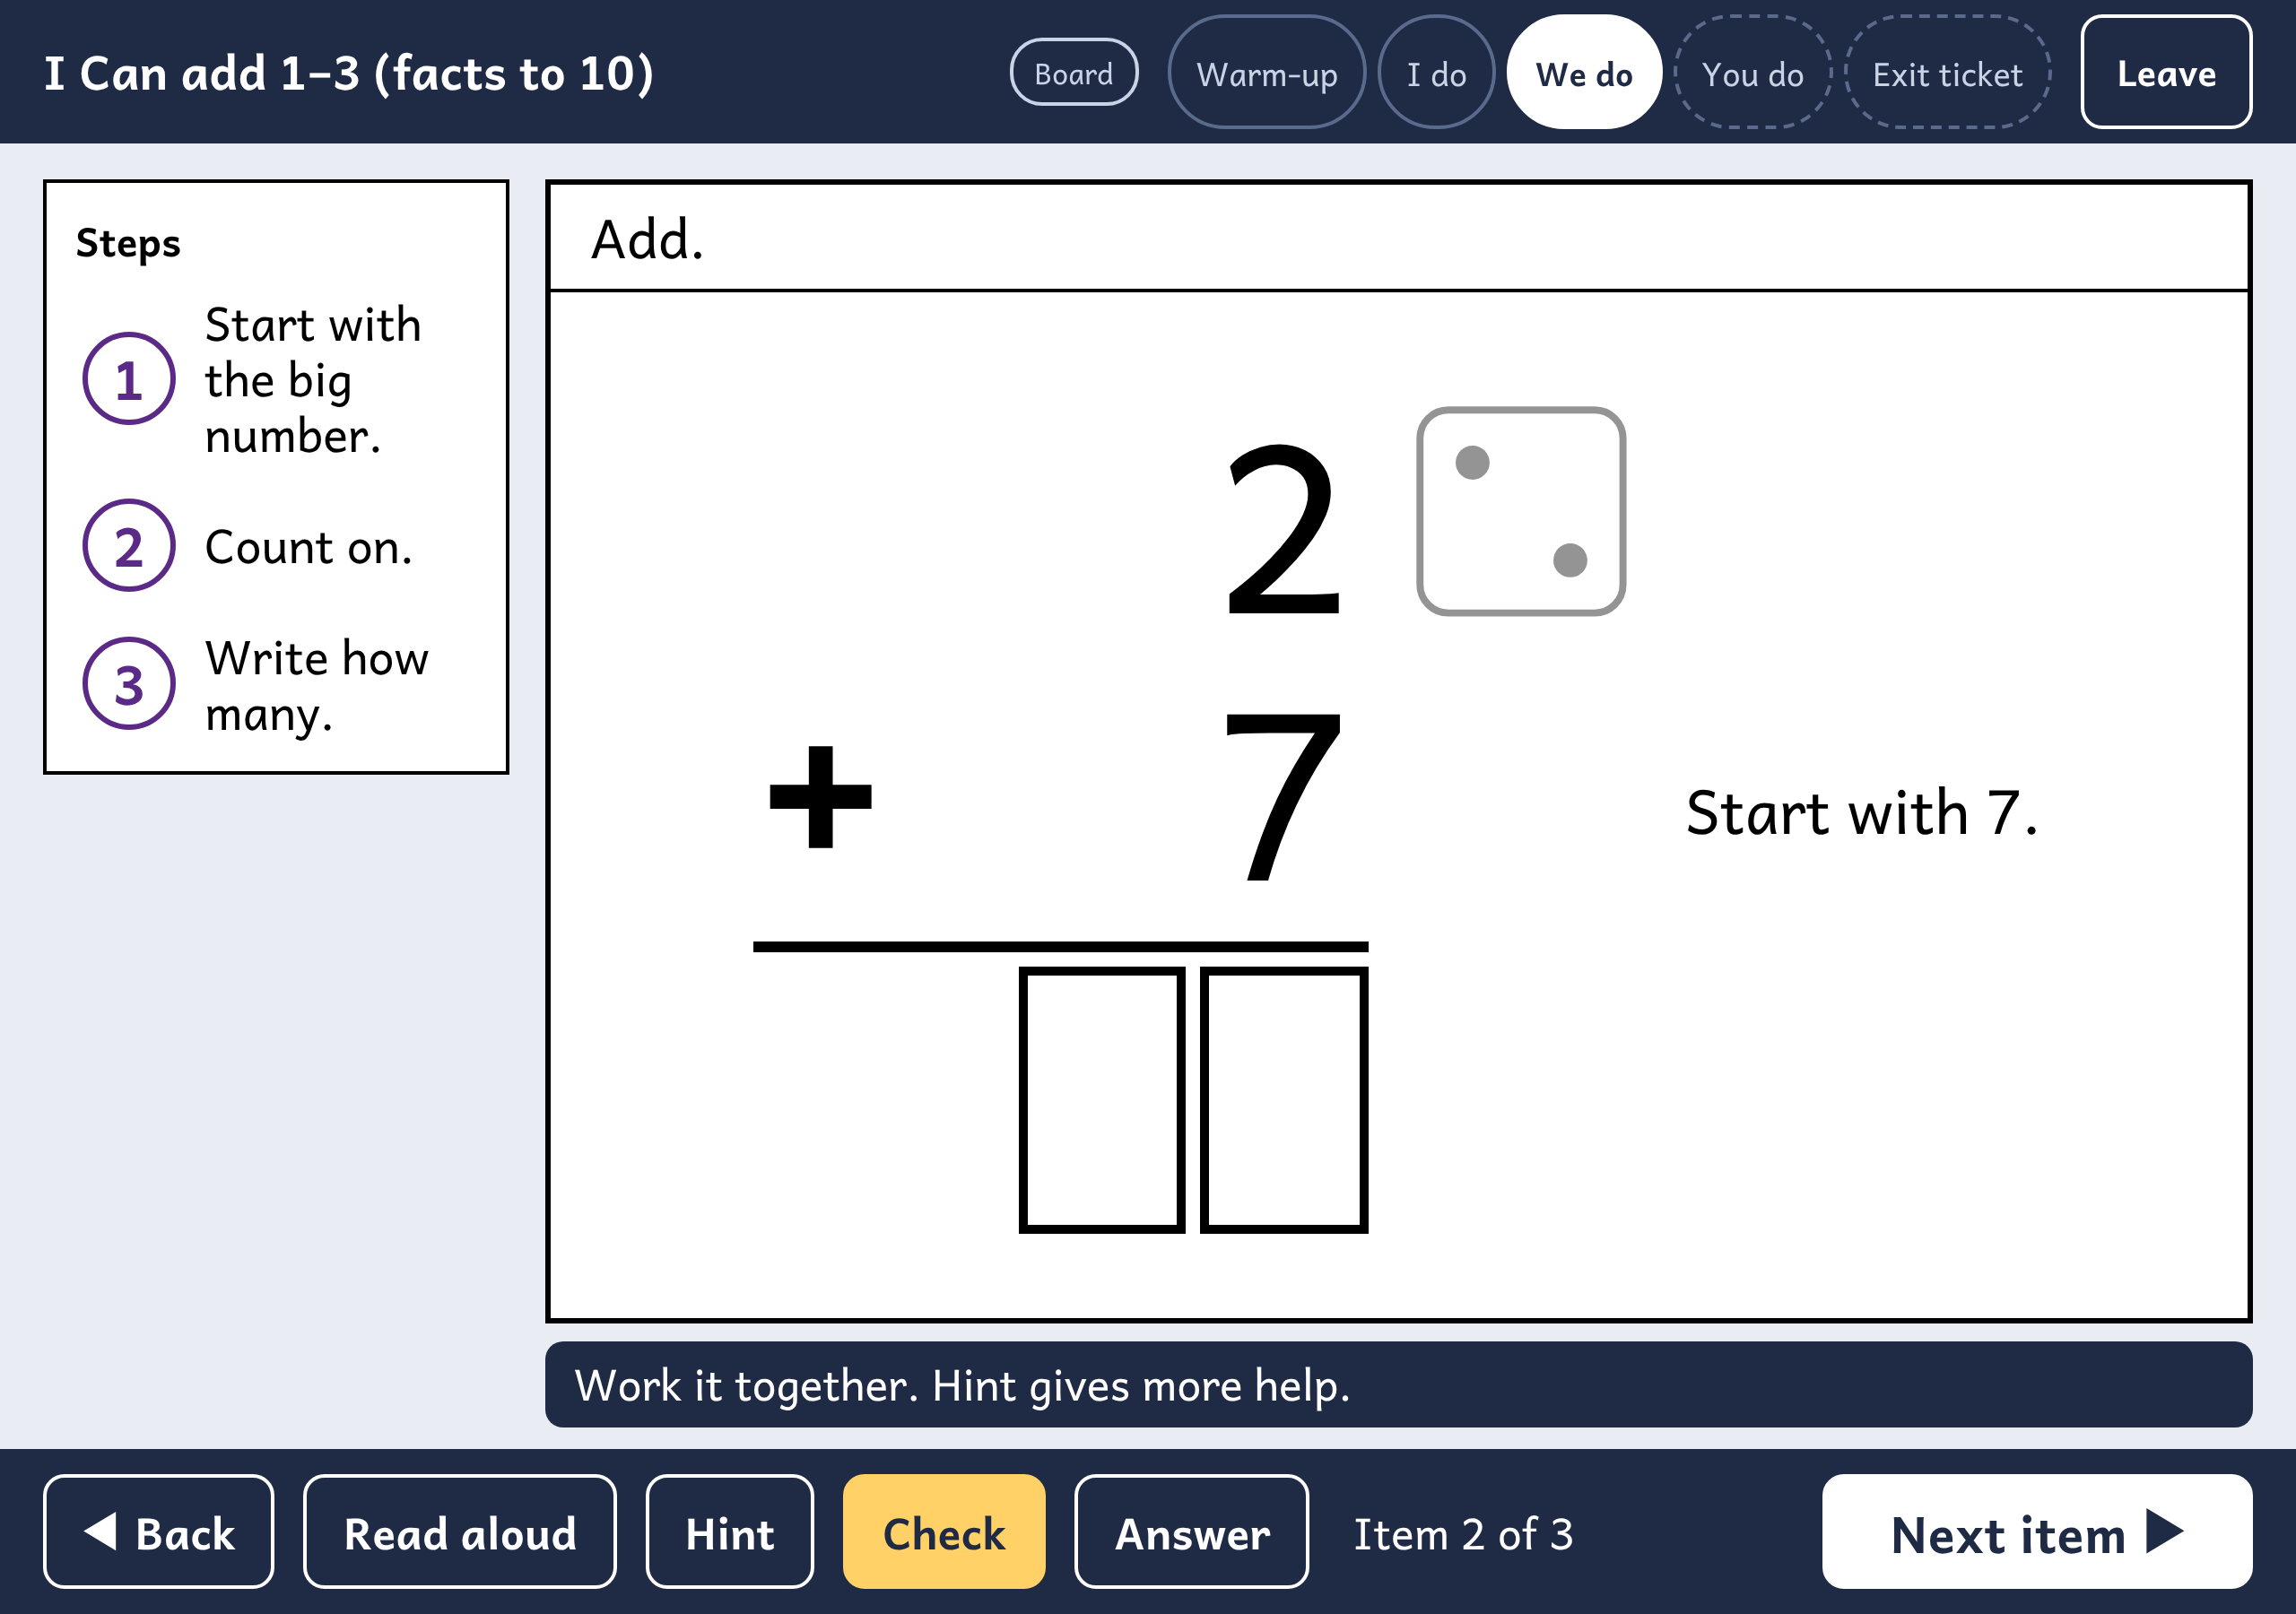 I Can add 1–3 (facts to 10)
Board
Warm-up
I do
We do
You do
Exit ticket
Leave
Steps
1
Start with
the big
number.
2
Count on.
3
Write how
many.
Add.
2
+ 7
Start with 7.
Work it together. Hint gives more help.
Back
Read aloud
Hint
Check
Answer
Item 2 of 3
Next item